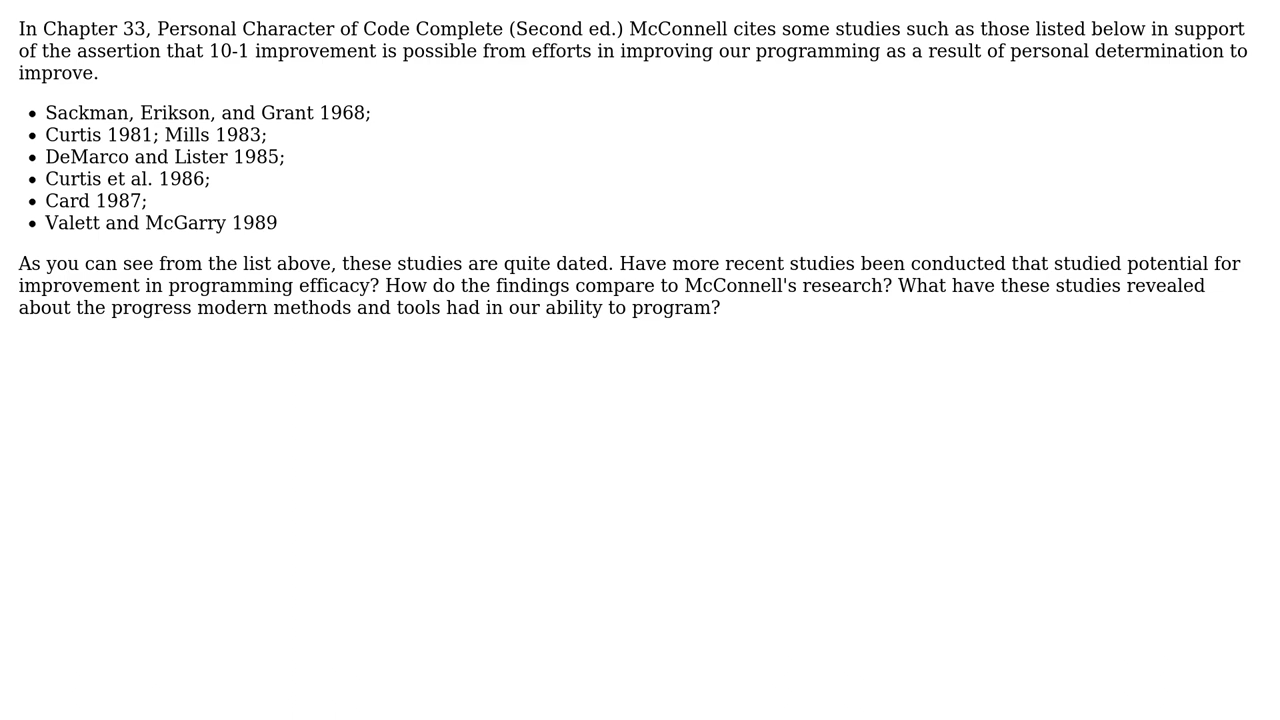 In Chapter 33, Personal Character of Code Complete (Second ed.) McConnell cites some studies such as those listed below in support
of the assertion that 10-1 improvement is possible from efforts in improving our programming as a result of personal determination to
improve.
• Sackman, Erikson, and Grant 1968;
• Curtis 1981; Mills 1983;
• DeMarco and Lister 1985;
• Curtis et al. 1986;
• Card 1987;
• Valett and McGarry 1989
As you can see from the list above, these studies are quite dated. Have more recent studies been conducted that studied potential for
improvement in programming efficacy? How do the findings compare to McConnell's research? What have these studies revealed
about the progress modern methods and tools had in our ability to program?